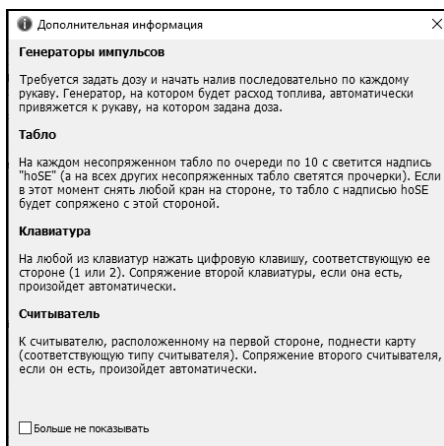 Дополнительная информация
Генераторы импульсов
Требуется задать дозу и начать налив последовательно по каждому
рукаву. Генератор, на котором будет расход топлива, автоматически
привяжется к рукаву, на котором задана доза.
Табло
На каждом несопряженном табло по очереди по 10 с светится надпись
"hoSE" (а на всех других несопряженных табло светятся прочерки). Если
в этот момент снять любой кран на стороне, то табло с надписью hoSE
будет сопряжено с этой стороной.
Клавиатура
На любой из клавиатур нажать цифровую клавишу, соответствующую ее
стороне (1 или 2). Сопряжение второй клавиатуры, если она есть,
произойдет автоматически.
Считыватель
К считывателю, расположенному на первой стороне, поднести карту
(соответствующую типу считывателя). Сопряжение второго считывателя,
если он есть, произойдет автоматически.
Больше не показывать